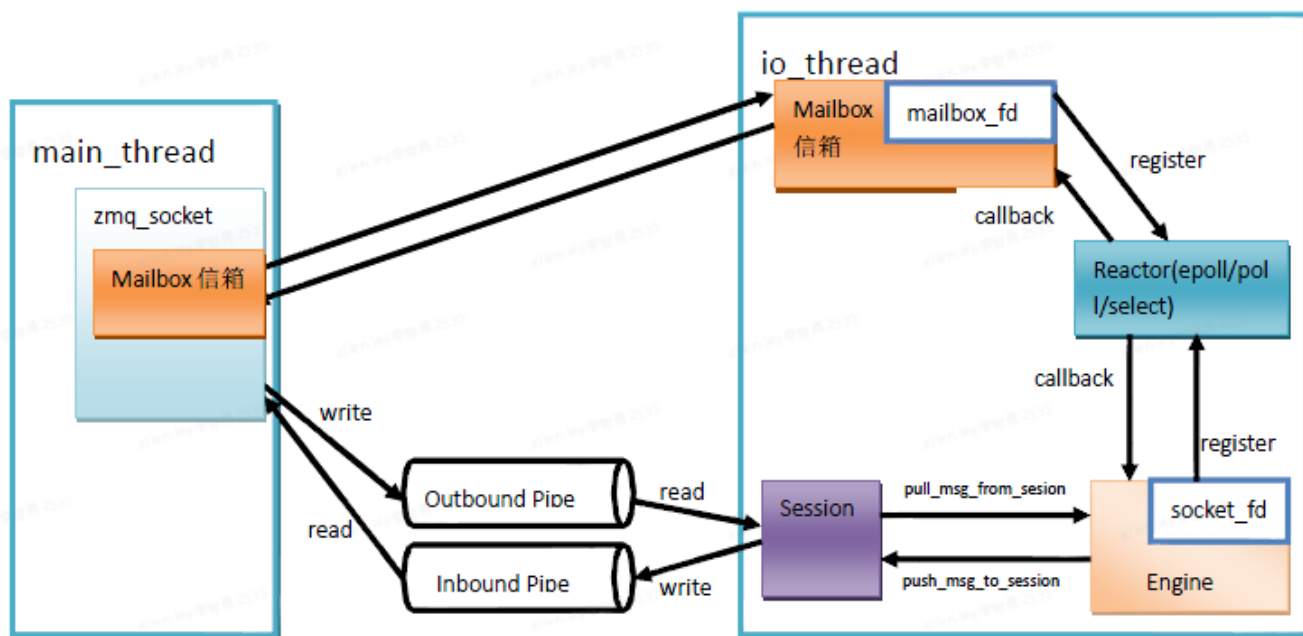 io_thread
Mailbox
信箱
mailbox_fd
main_thread
register
zmq_socket
callback
Mailbox 信箱
Reactor(epoll/pol
l/select)
callback
write
register
Outbound Pipe
read
Session
pull_msg_from_sesion
socket_fd
read
Inbound Pipe
write
push_msg_to_session
Engine